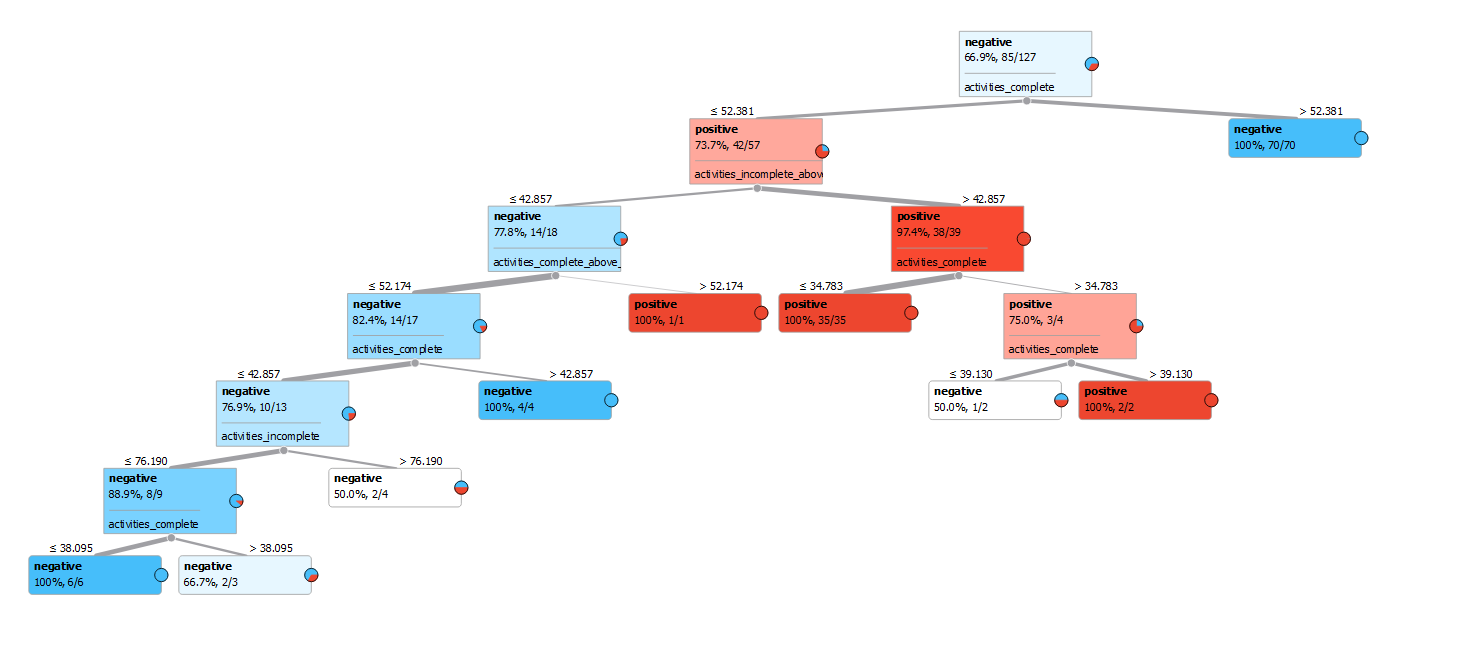 negative
66.9%, 85/127
activities_complete
≤ 52.381
> 52.381
positive
73.7%, 42/57
activities_incomplete_abov
negative
100%, 70/70
≤ 42.857
> 42.857
negative
77.8%, 14/18
activities_complete_above_
positive
97.4%, 38/39
activities_complete
≤ 52.174
> 52.174
≤ 34.783
> 34.783
negative
82.4%, 14/17
activities_complete
positive
100%, 1/1
positive
100%, 35/35
positive
75.0%, 3/4
activities_complete
≤ 42.857
> 42.857
≤ 39.130
> 39.130
negative
76.9%, 10/13
activities_incomplete
negative
100%, 4/4
negative
50.0%, 1/2
positive
100%, 2/2
≤ 76.190
> 76.190
negative
88.9%, 8/9
activities_complete
negative
50.0%, 2/4
≤ 38.095
> 38.095
negative
100%, 6/6
negative
66.7%, 2/3